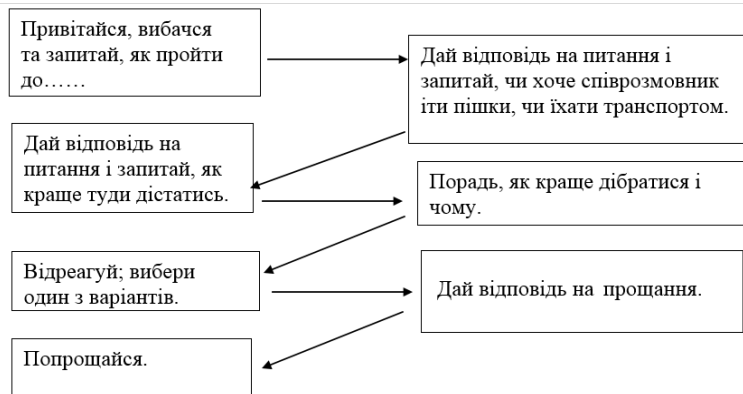 Привітайся, вибачся
та запитай, як пройти
до……
Дай відповідь на питання і
запитай, чи хоче співрозмовник
іти пішки, чи їхати транспортом.
Дай відповідь на
питання і запитай, як
краще туди дістатись.
Порадь, як краще дібратися і
чому.
Відреагуй; вибери
один з варіантів.
Дай відповідь на прощання.
Попрощайся.